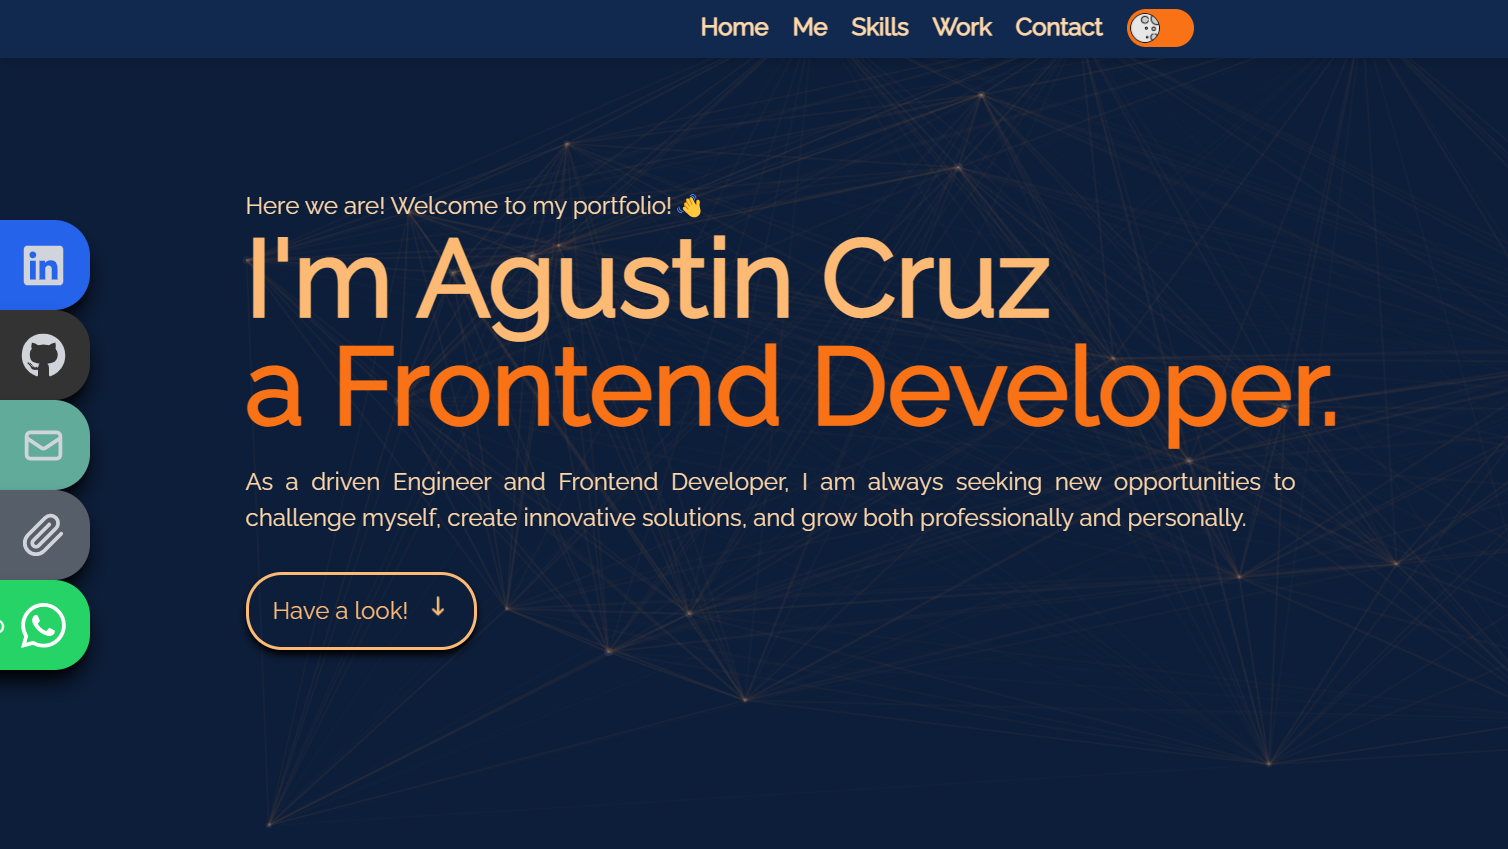 Home Me Skills Work Contact
Here we are! Welcome to my portfolio! 👋
I'm Agustin Cruz
a Frontend Developer.
As a driven Engineer and Frontend Developer, I am always seeking new opportunities to
challenge myself, create innovative solutions, and grow both professionally and personally.
Have a look! ↓
in